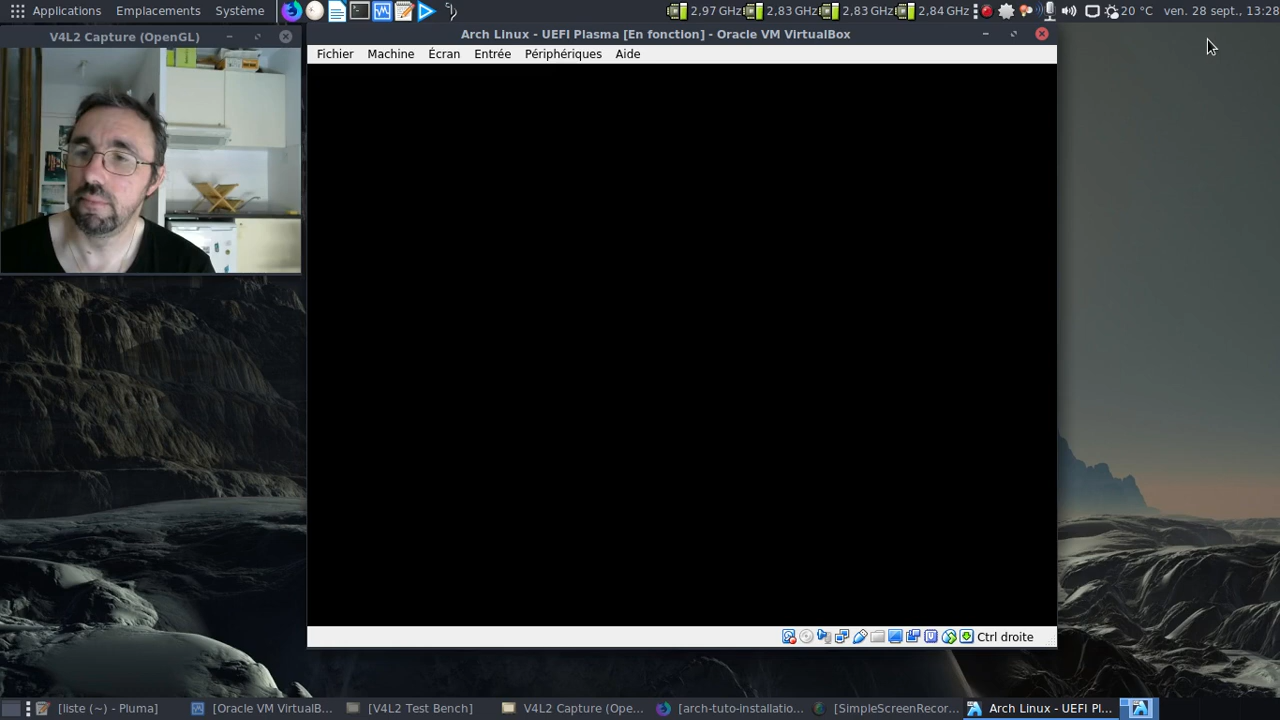 Applications Emplacements Système 2,97 GHz 2,83 GHz 2,83 GHz 2,84 GHz 20 °C ven. 28 sept., 13:28
V4L2 Capture (OpenGL)
Arch Linux - UEFI Plasma [En fonction] - Oracle VM VirtualBox
Fichier Machine Écran Entrée Périphériques Aide
Ctrl droite
[liste (~) - Pluma] [Oracle VM VirtualB... [V4L2 Test Bench] V4L2 Capture (Ope... [arch-tuto-installatio... [SimpleScreenRecor... Arch Linux - UEFI Pl...